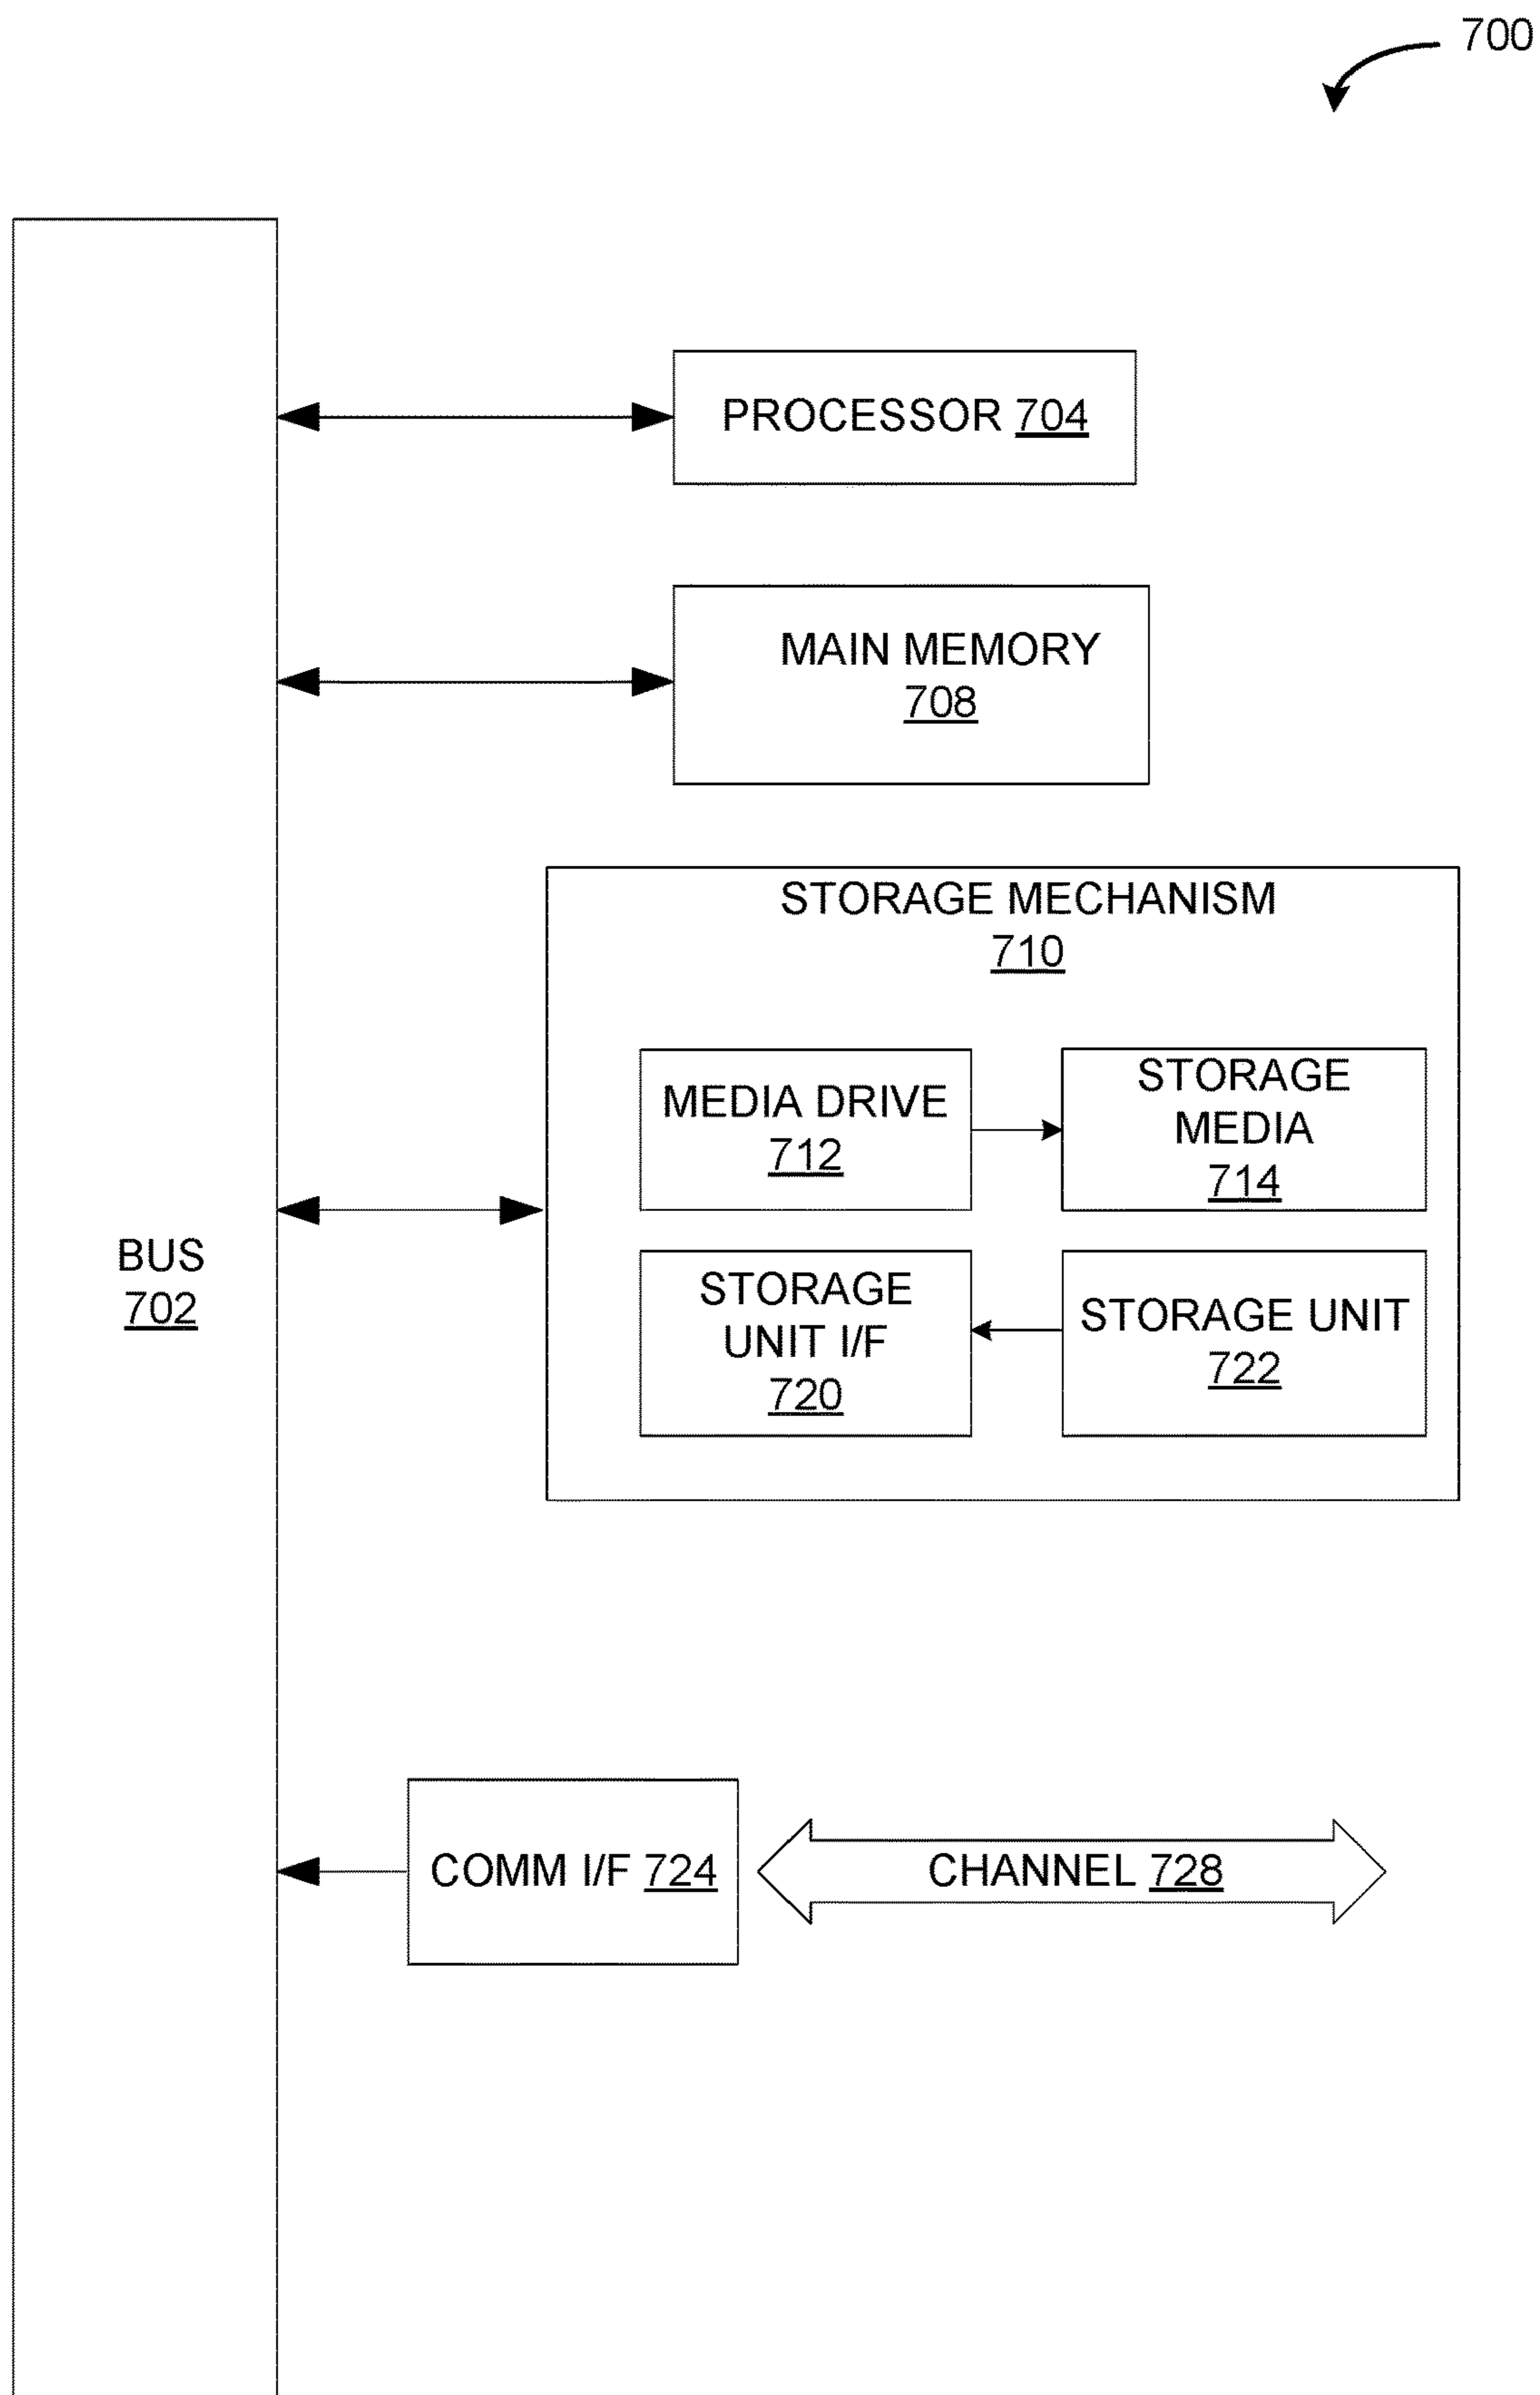 700
PROCESSOR 704
MAIN MEMORY
708
STORAGE MECHANISM
710
MEDIA DRIVE
712
STORAGE
MEDIA
714
BUS
702
STORAGE
UNIT I/F
720
STORAGE UNIT
722
COMM I/F 724
CHANNEL 728